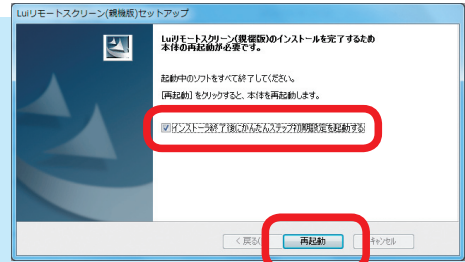 Luiリモートスクリーン(親機版)セットアップ
Luiリモートスクリーン(親機版)のインストールを完了するため
本体の再起動が必要です。
起動中のソフトをすべて終了してください。
[再起動] をクリックすると、本体を再起動します。
インストーラ終了後にかんたんステップ初期設定を起動する
< 戻る(
再起動
キャンセル